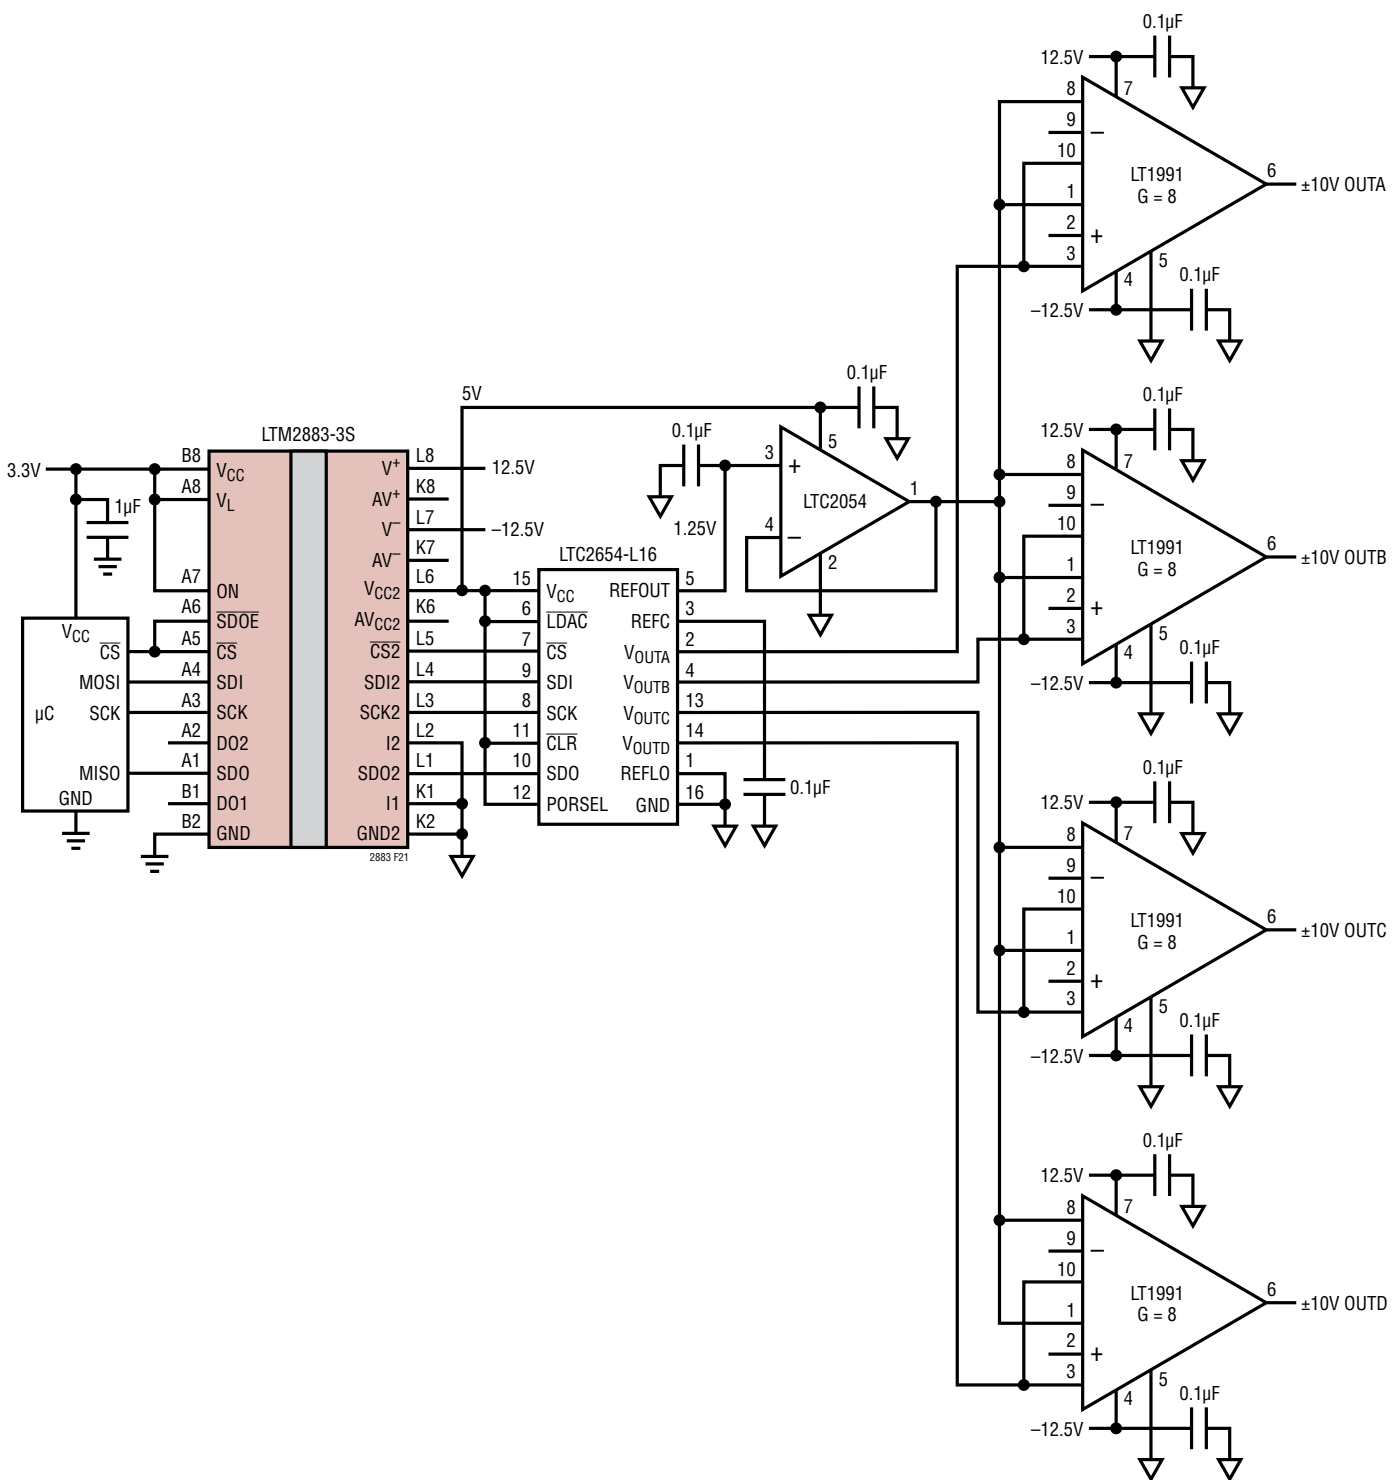 0.1µF
12.5V
7
8
9
–
10
1
2
+
3
LT1991
G = 8
6
±10V OUTA
5
4
0.1µF
–12.5V
0.1µF
12.5V
7
8
9
–
10
1
2
+
3
LT1991
G = 8
6
±10V OUTB
5
4
0.1µF
–12.5V
0.1µF
12.5V
7
8
9
–
10
1
2
+
3
LT1991
G = 8
6
±10V OUTC
5
4
0.1µF
–12.5V
0.1µF
12.5V
7
8
9
–
10
1
2
+
3
LT1991
G = 8
6
±10V OUTD
5
4
0.1µF
–12.5V
5V
0.1µF
0.1µF
3
+
5
LTC2054
1
4
–
2
1.25V
LTM2883-3S
3.3V
1µF
B8 VCC V+ L8 12.5V
A8 VL AV+ K8
V– L7 –12.5V
AV– K7
A7 ON VCC2 L6
A6 SDOE AVCC2 K6
A5 CS CS2 L5
A4 SDI SDI2 L4
A3 SCK SCK2 L3
A2 DO2 I2 L2
A1 SDO SDO2 L1
B1 DO1 I1 K1
B2 GND GND2 K2
2883 F21
VCC
CS
MOSI
µC
SCK
MISO
GND
LTC2654-L16
15 VCC REFOUT 5
6 LDAC REFC 3
7 CS VOUTA 2
9 SDI VOUTB 4
8 SCK VOUTC 13
11 CLR VOUTD 14
10 SDO REFLO 1
12 PORSEL GND 16
0.1µF